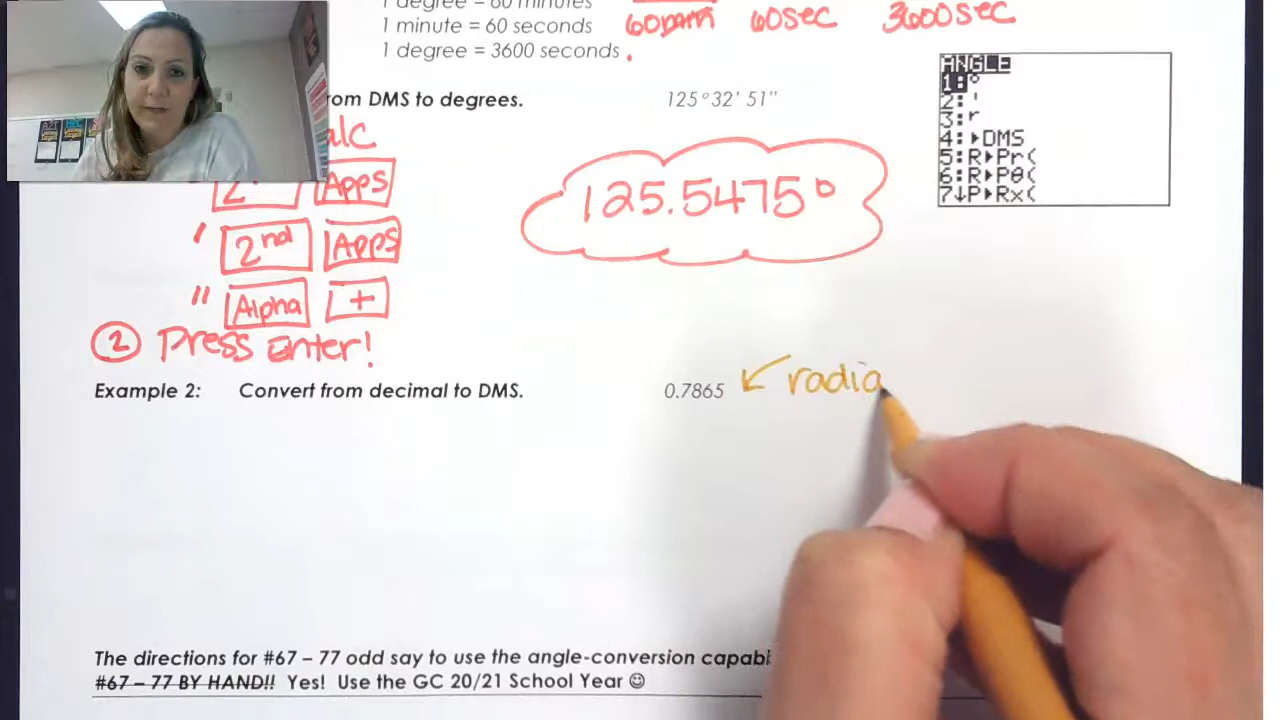 1 degree = 60 minutes
1 minute = 60 seconds
1 degree = 3600 seconds
60min 60sec 3600sec
rom DMS to degrees. 125°32' 51"
alc
2 Apps
' 2nd Apps
" Alpha +
② Press Enter!
125.5475°
ANGLE
1:°
2:'
3:r
4:▸DMS
5:R▸Pr(
6:R▸Pθ(
7↓P▸Rx(
Example 2: Convert from decimal to DMS. 0.7865 ↙ radia
The directions for #67 – 77 odd say to use the angle-conversion capabi
#67 – 77 BY HAND!! Yes! Use the GC 20/21 School Year ☺